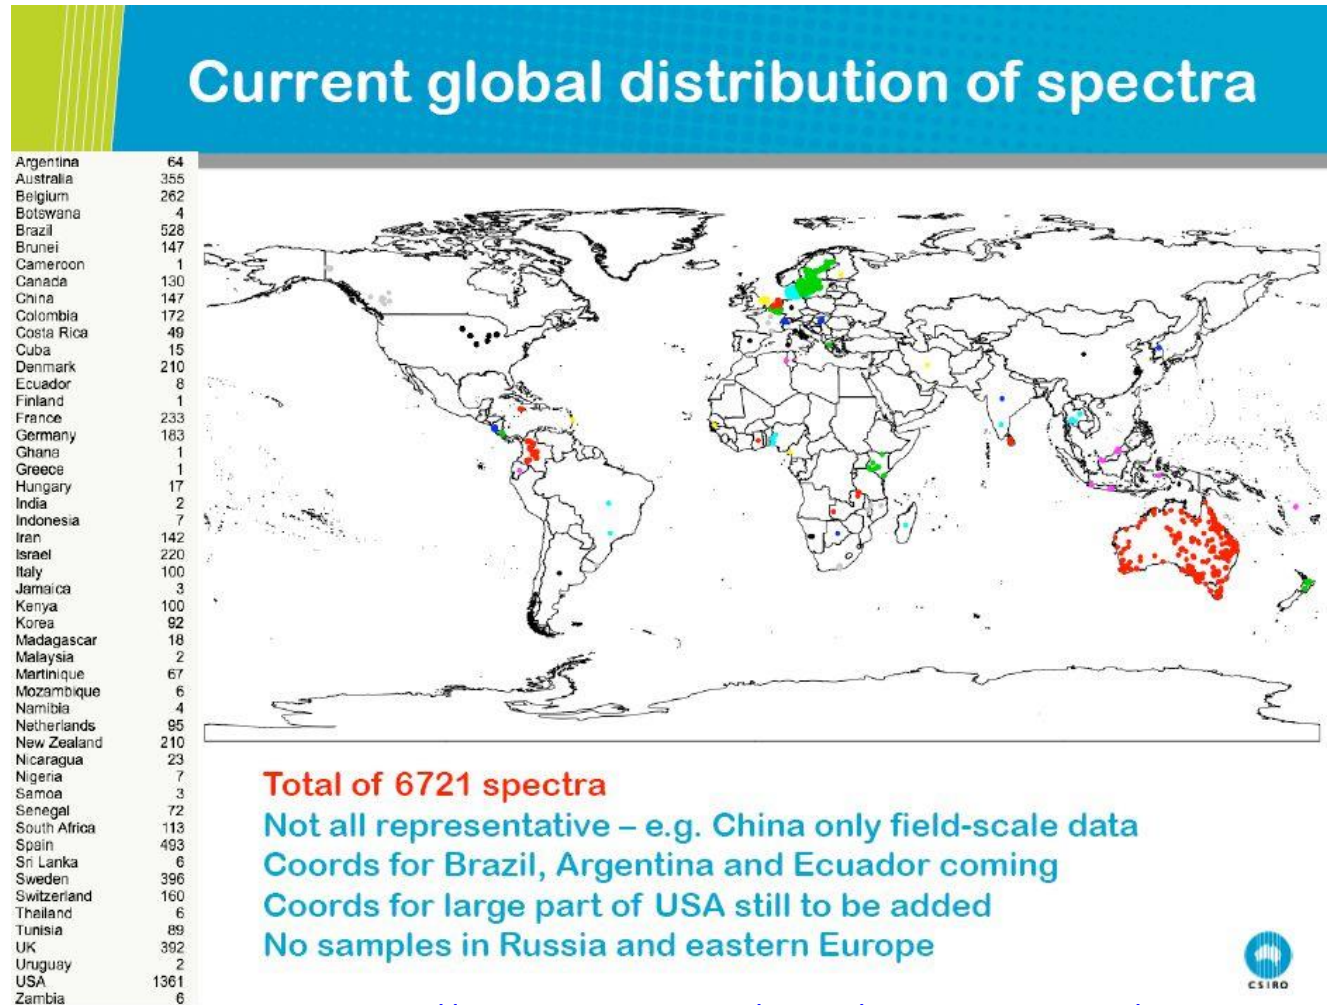 Current global distribution of spectra
Argentina 64
Australia 355
Belgium 262
Botswana 4
Brazil 528
Brunei 147
Cameroon 1
Canada 130
China 147
Colombia 172
Costa Rica 49
Cuba 15
Denmark 210
Ecuador 8
Finland 1
France 233
Germany 183
Ghana 1
Greece 1
Hungary 17
India 2
Indonesia 7
Iran 142
Israel 220
Italy 100
Jamaica 3
Kenya 100
Korea 92
Madagascar 18
Malaysia 2
Martinique 67
Mozambique 6
Namibia 4
Netherlands 95
New Zealand 210
Nicaragua 23
Nigeria 7
Samoa 3
Senegal 72
South Africa 113
Spain 493
Sri Lanka 6
Sweden 396
Switzerland 160
Thailand 6
Tunisia 89
UK 392
Uruguay 2
USA 1361
Zambia 6
Total of 6721 spectra
Not all representative – e.g. China only field-scale data
Coords for Brazil, Argentina and Ecuador coming
Coords for large part of USA still to be added
No samples in Russia and eastern Europe
CSIRO